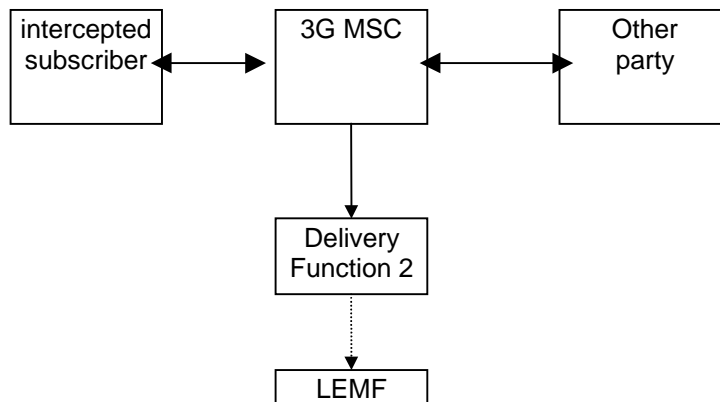 intercepted
subscriber
3G MSC
Other
party
Delivery
Function 2
LEMF